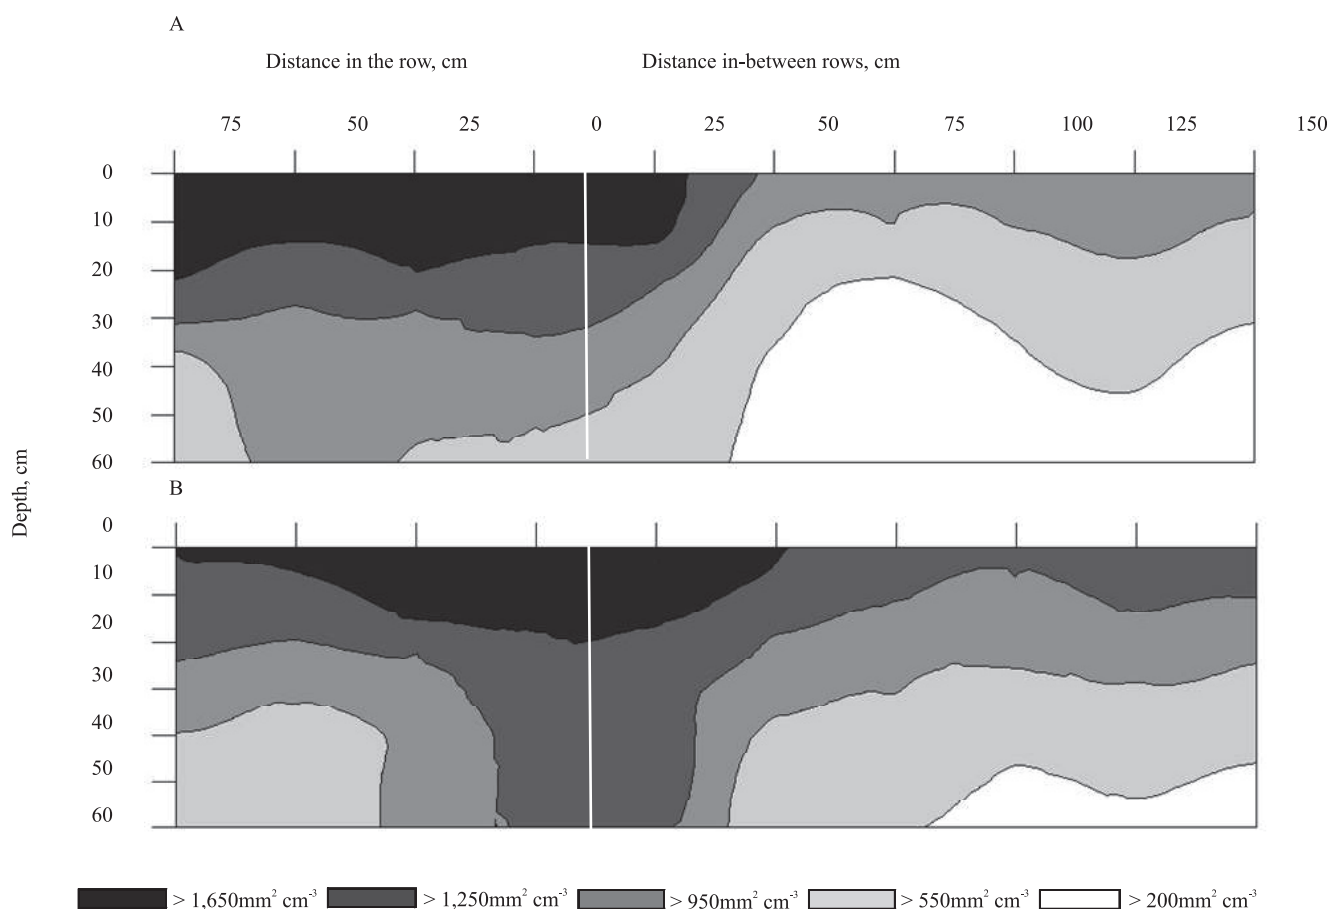 A
Distance in the row, cm Distance in-between rows, cm
75 50 25 0 25 50 75 100 125 150
0
10
20
30
40
50
60
Depth, cm
B
0
10
20
30
40
50
60
> 1,650mm² cm⁻³ > 1,250mm² cm⁻³ > 950mm² cm⁻³ > 550mm² cm⁻³ > 200mm² cm⁻³